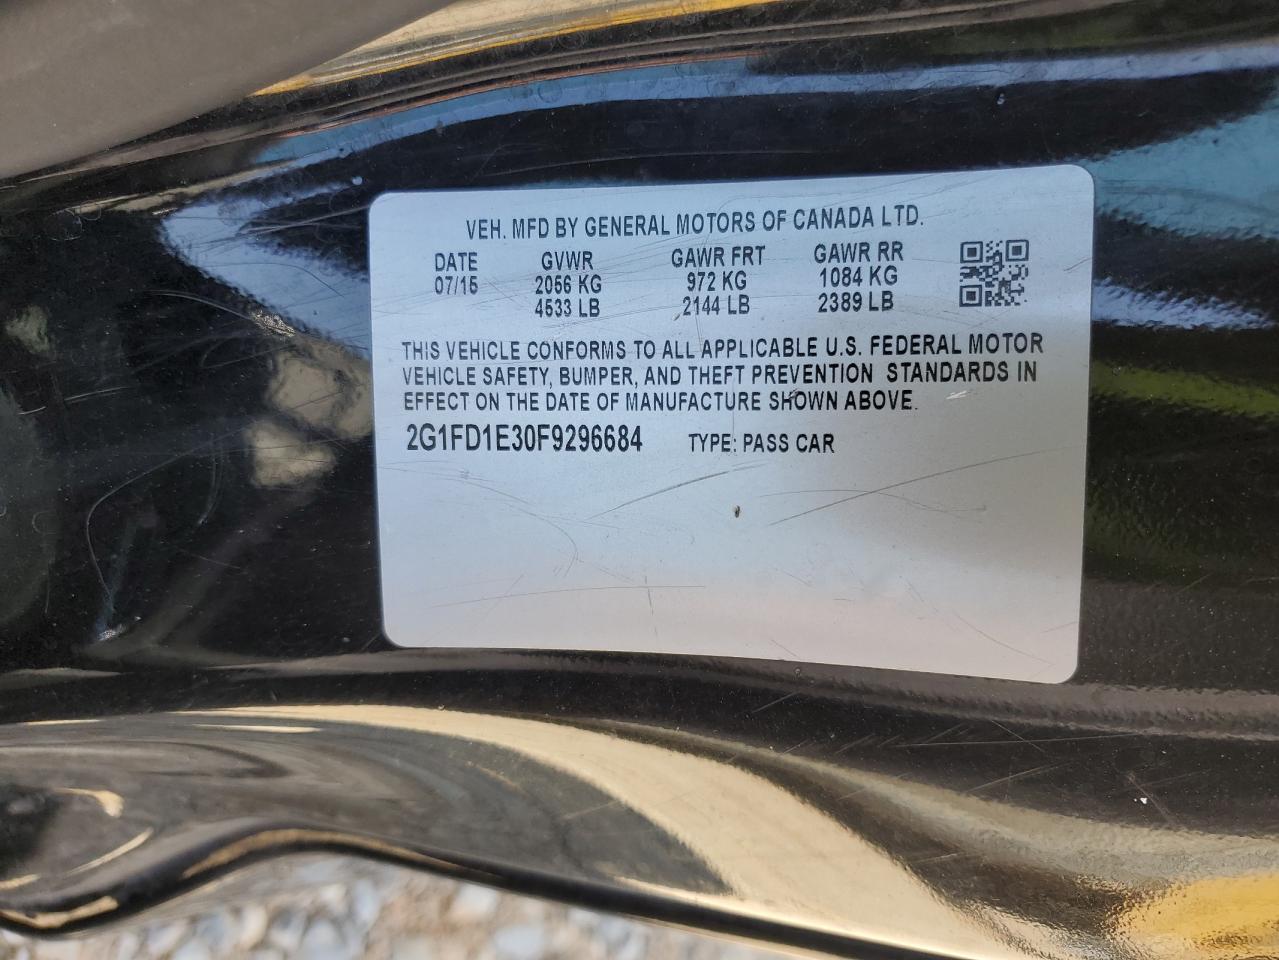 VEH. MFD BY GENERAL MOTORS OF CANADA LTD.
DATE GVWR GAWR FRT GAWR RR
07/15 2056 KG 972 KG 1084 KG
4533 LB 2144 LB 2389 LB
THIS VEHICLE CONFORMS TO ALL APPLICABLE U.S. FEDERAL MOTOR
VEHICLE SAFETY, BUMPER, AND THEFT PREVENTION STANDARDS IN
EFFECT ON THE DATE OF MANUFACTURE SHOWN ABOVE.
2G1FD1E30F9296684 TYPE: PASS CAR